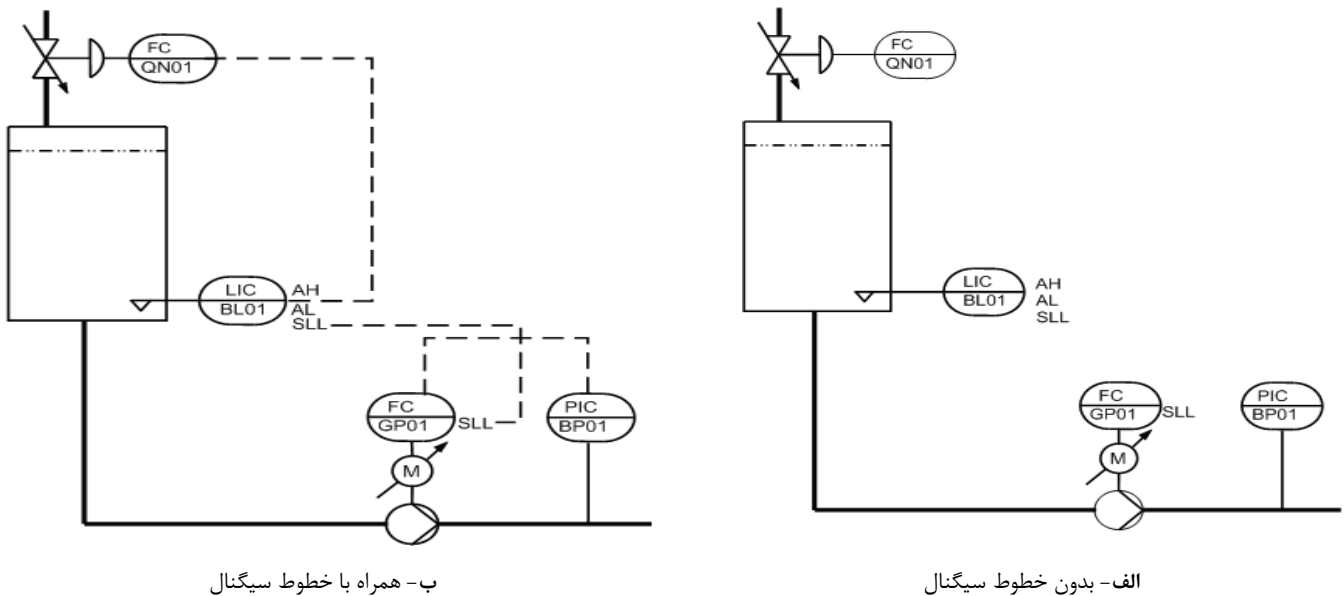 FC
QN01
LIC
BL01
AH
AL
SLL
FC
GP01
SLL
PIC
BP01
M
ب- همراه با خطوط سیگنال
FC
QN01
LIC
BL01
AH
AL
SLL
FC
GP01
SLL
PIC
BP01
M
الف- بدون خطوط سیگنال